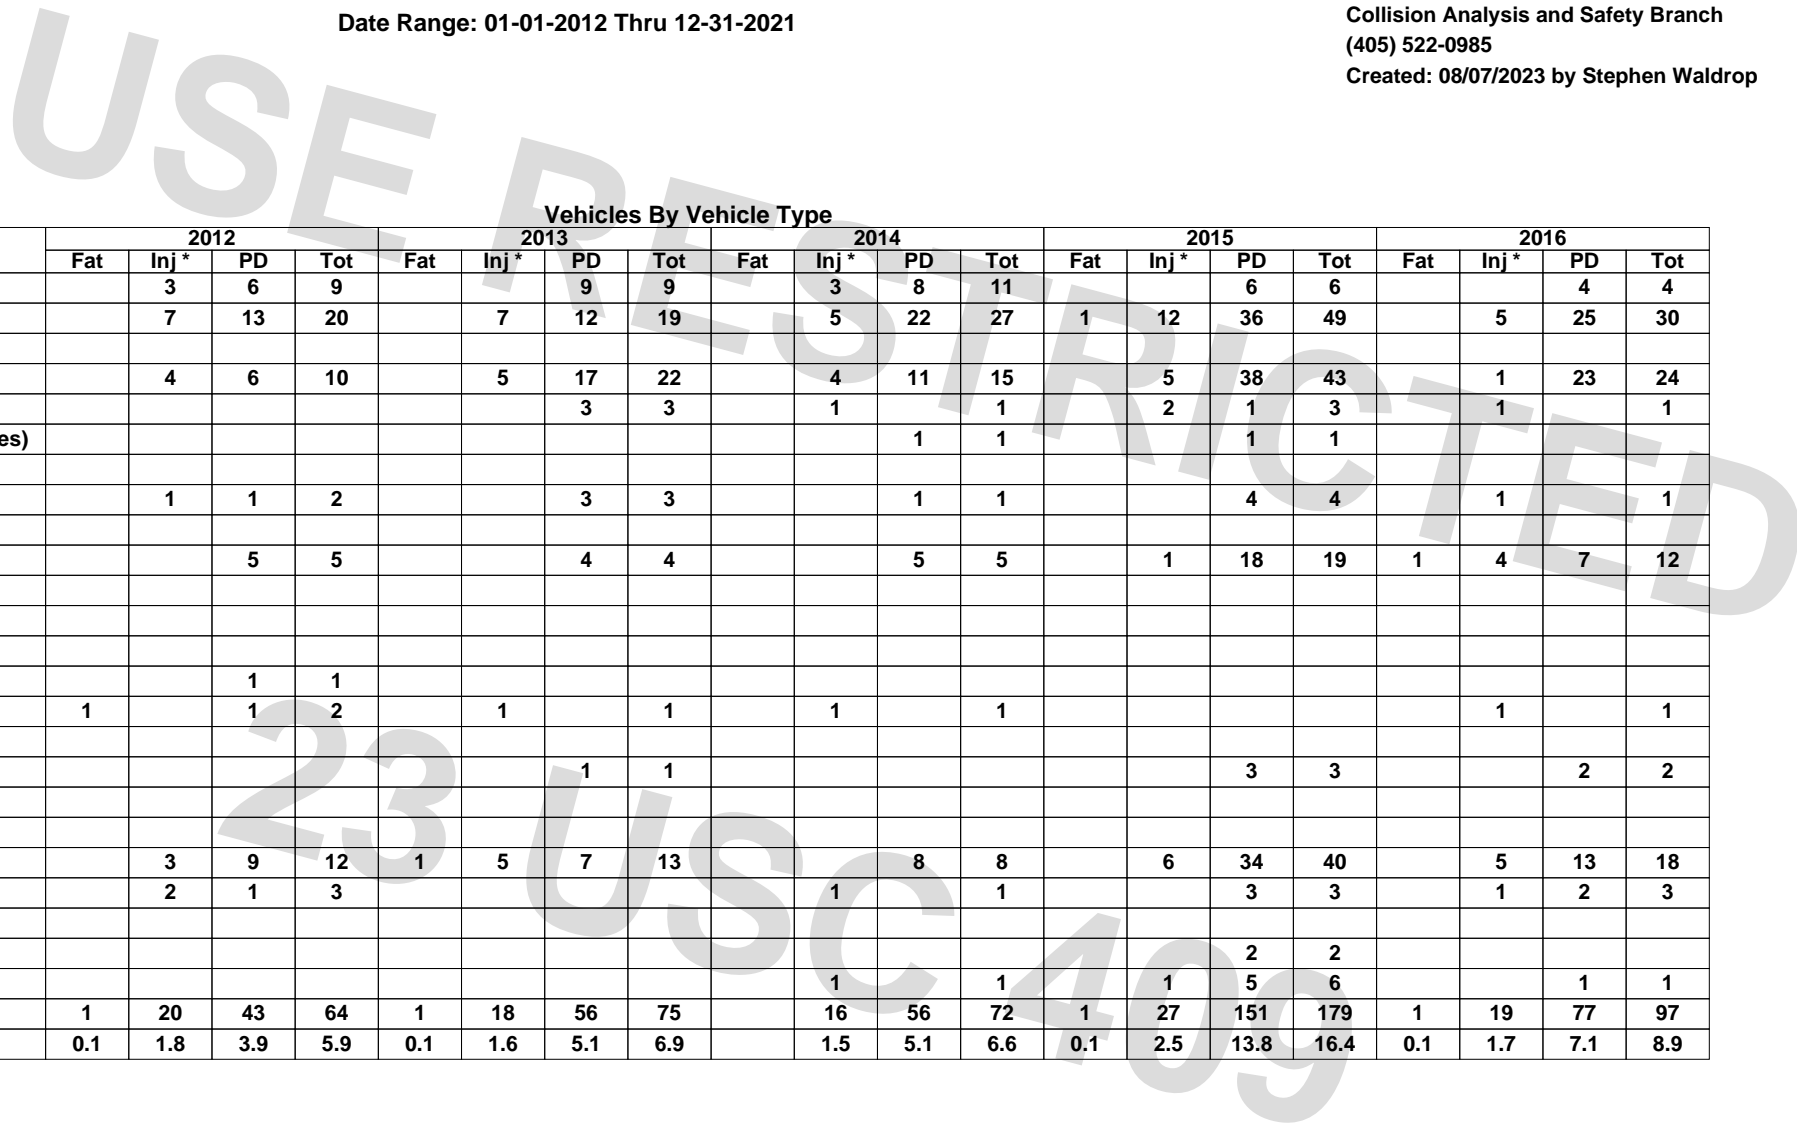 Date Range: 01-01-2012 Thru 12-31-2021
Collision Analysis and Safety Branch
(405) 522-0985
Created: 08/07/2023 by Stephen Waldrop
USE RESTRICTED
Vehicles By Vehicle Type
2012 2013 2014 2015 2016
Fat Inj * PD Tot Fat Inj * PD Tot Fat Inj * PD Tot Fat Inj * PD Tot Fat Inj * PD Tot
3 6 9 9 9 3 8 11 6 6 4 4
7 13 20 7 12 19 5 22 27 1 12 36 49 5 25 30
4 6 10 5 17 22 4 11 15 5 38 43 1 23 24
3 3 1 1 2 1 3 1 1
es) 1 1 1 1
1 1 2 3 3 1 1 4 4 1 1
5 5 4 4 5 5 1 18 19 1 4 7 12
1 1
1 1 2 1 1 1 1 1 1
1 1 3 3 2 2
3 9 12 1 5 7 13 8 8 6 34 40 5 13 18
2 1 3 1 1 3 3 1 2 3
2 2
1 1 1 5 6 1 1
1 20 43 64 1 18 56 75 16 56 72 1 27 151 179 1 19 77 97
0.1 1.8 3.9 5.9 0.1 1.6 5.1 6.9 1.5 5.1 6.6 0.1 2.5 13.8 16.4 0.1 1.7 7.1 8.9
23 USC 409